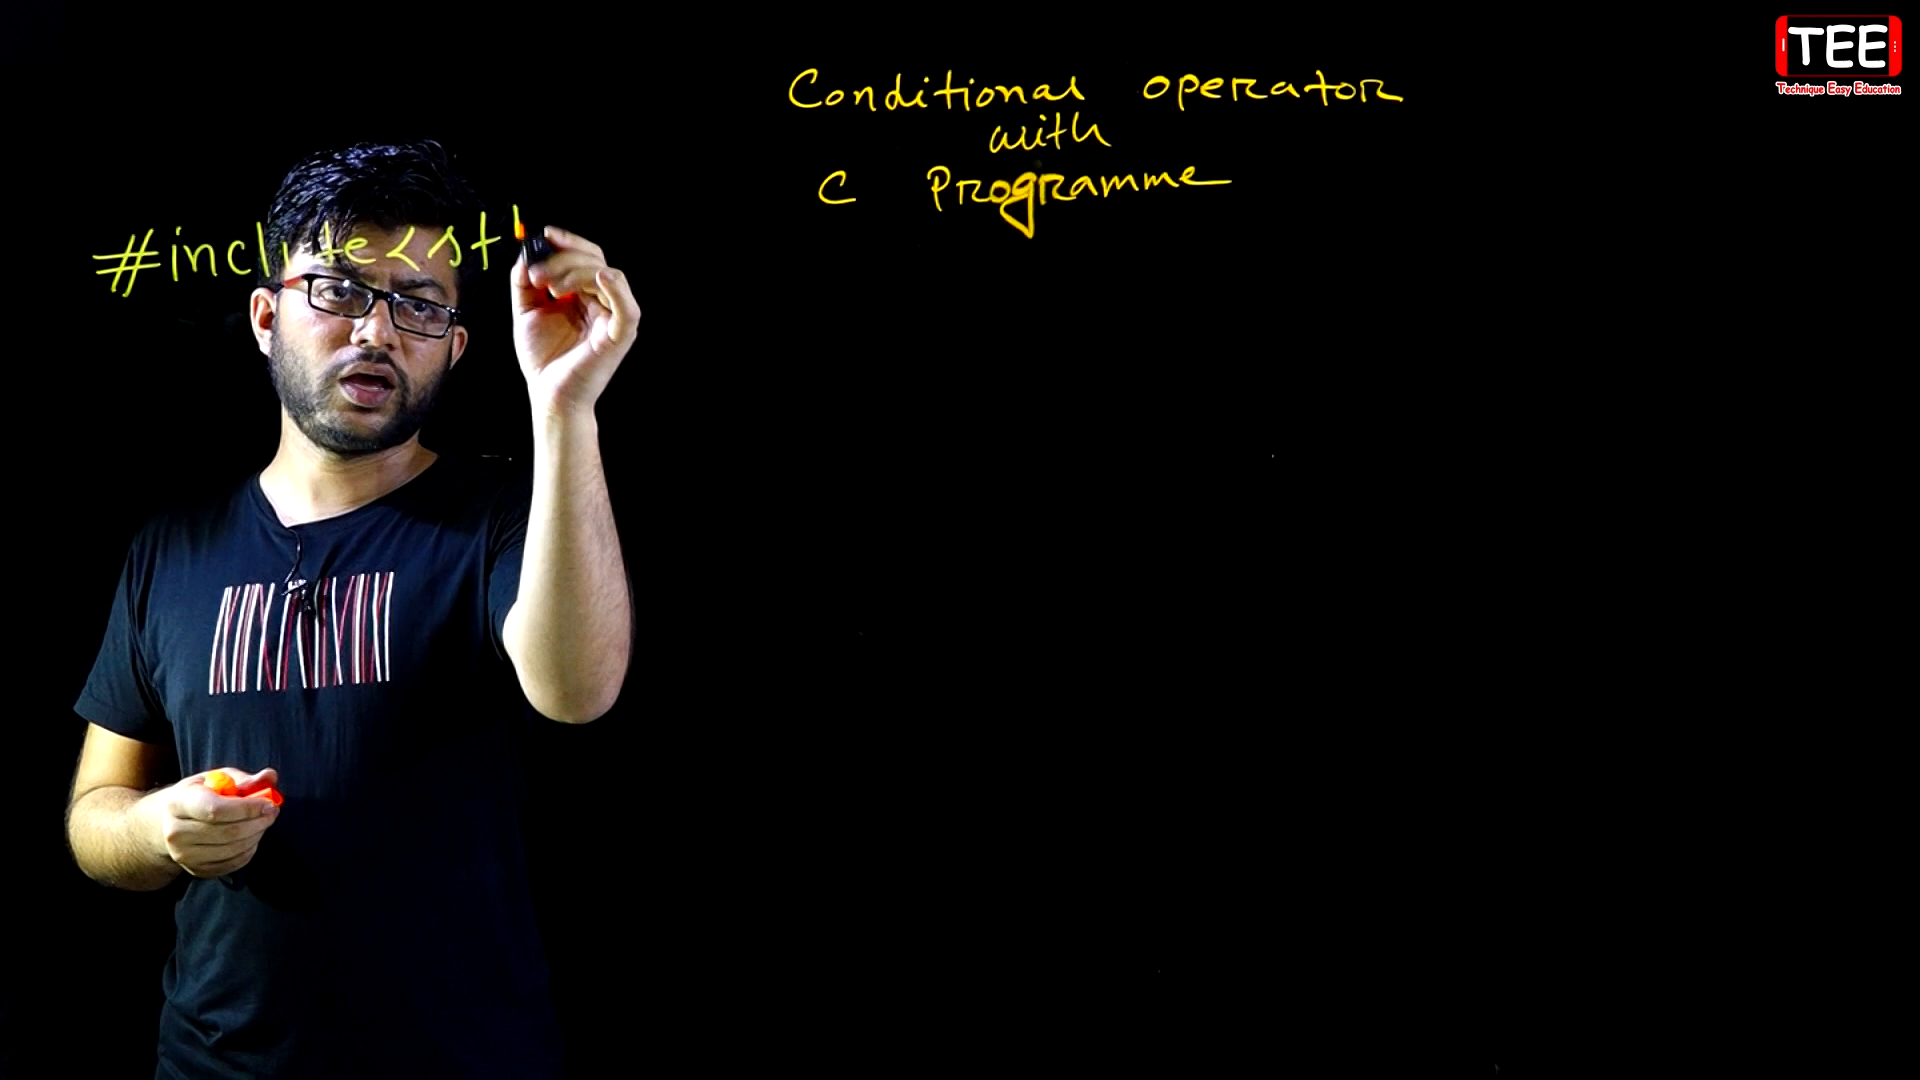 TEE
Technique Easy Education
Conditional operator
with
C Programme
#include<st